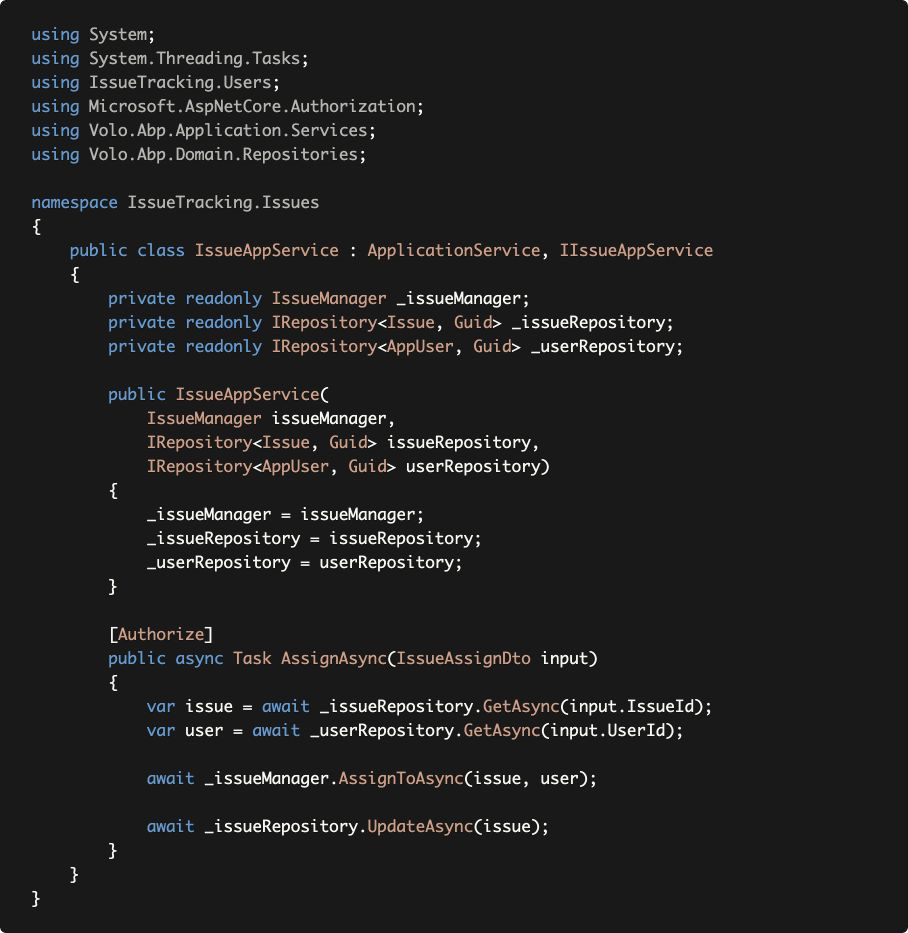 using System;
using System.Threading.Tasks;
using IssueTracking.Users;
using Microsoft.AspNetCore.Authorization;
using Volo.Abp.Application.Services;
using Volo.Abp.Domain.Repositories;

namespace IssueTracking.Issues
{
    public class IssueAppService : ApplicationService, IIssueAppService
    {
        private readonly IssueManager _issueManager;
        private readonly IRepository<Issue, Guid> _issueRepository;
        private readonly IRepository<AppUser, Guid> _userRepository;

        public IssueAppService(
            IssueManager issueManager,
            IRepository<Issue, Guid> issueRepository,
            IRepository<AppUser, Guid> userRepository)
        {
            _issueManager = issueManager;
            _issueRepository = issueRepository;
            _userRepository = userRepository;
        }

        [Authorize]
        public async Task AssignAsync(IssueAssignDto input)
        {
            var issue = await _issueRepository.GetAsync(input.IssueId);
            var user = await _userRepository.GetAsync(input.UserId);

            await _issueManager.AssignToAsync(issue, user);

            await _issueRepository.UpdateAsync(issue);
        }
    }
}